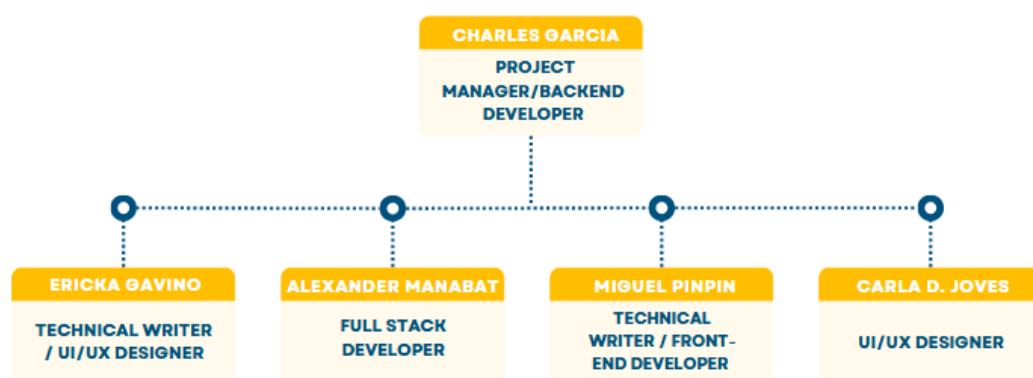 CHARLES GARCIA
PROJECT
MANAGER/BACKEND
DEVELOPER
ERICKA GAVINO
TECHNICAL WRITER
/ UI/UX DESIGNER
ALEXANDER MANABAT
FULL STACK
DEVELOPER
MIGUEL PINPIN
TECHNICAL
WRITER / FRONT-
END DEVELOPER
CARLA D. JOVES
UI/UX DESIGNER